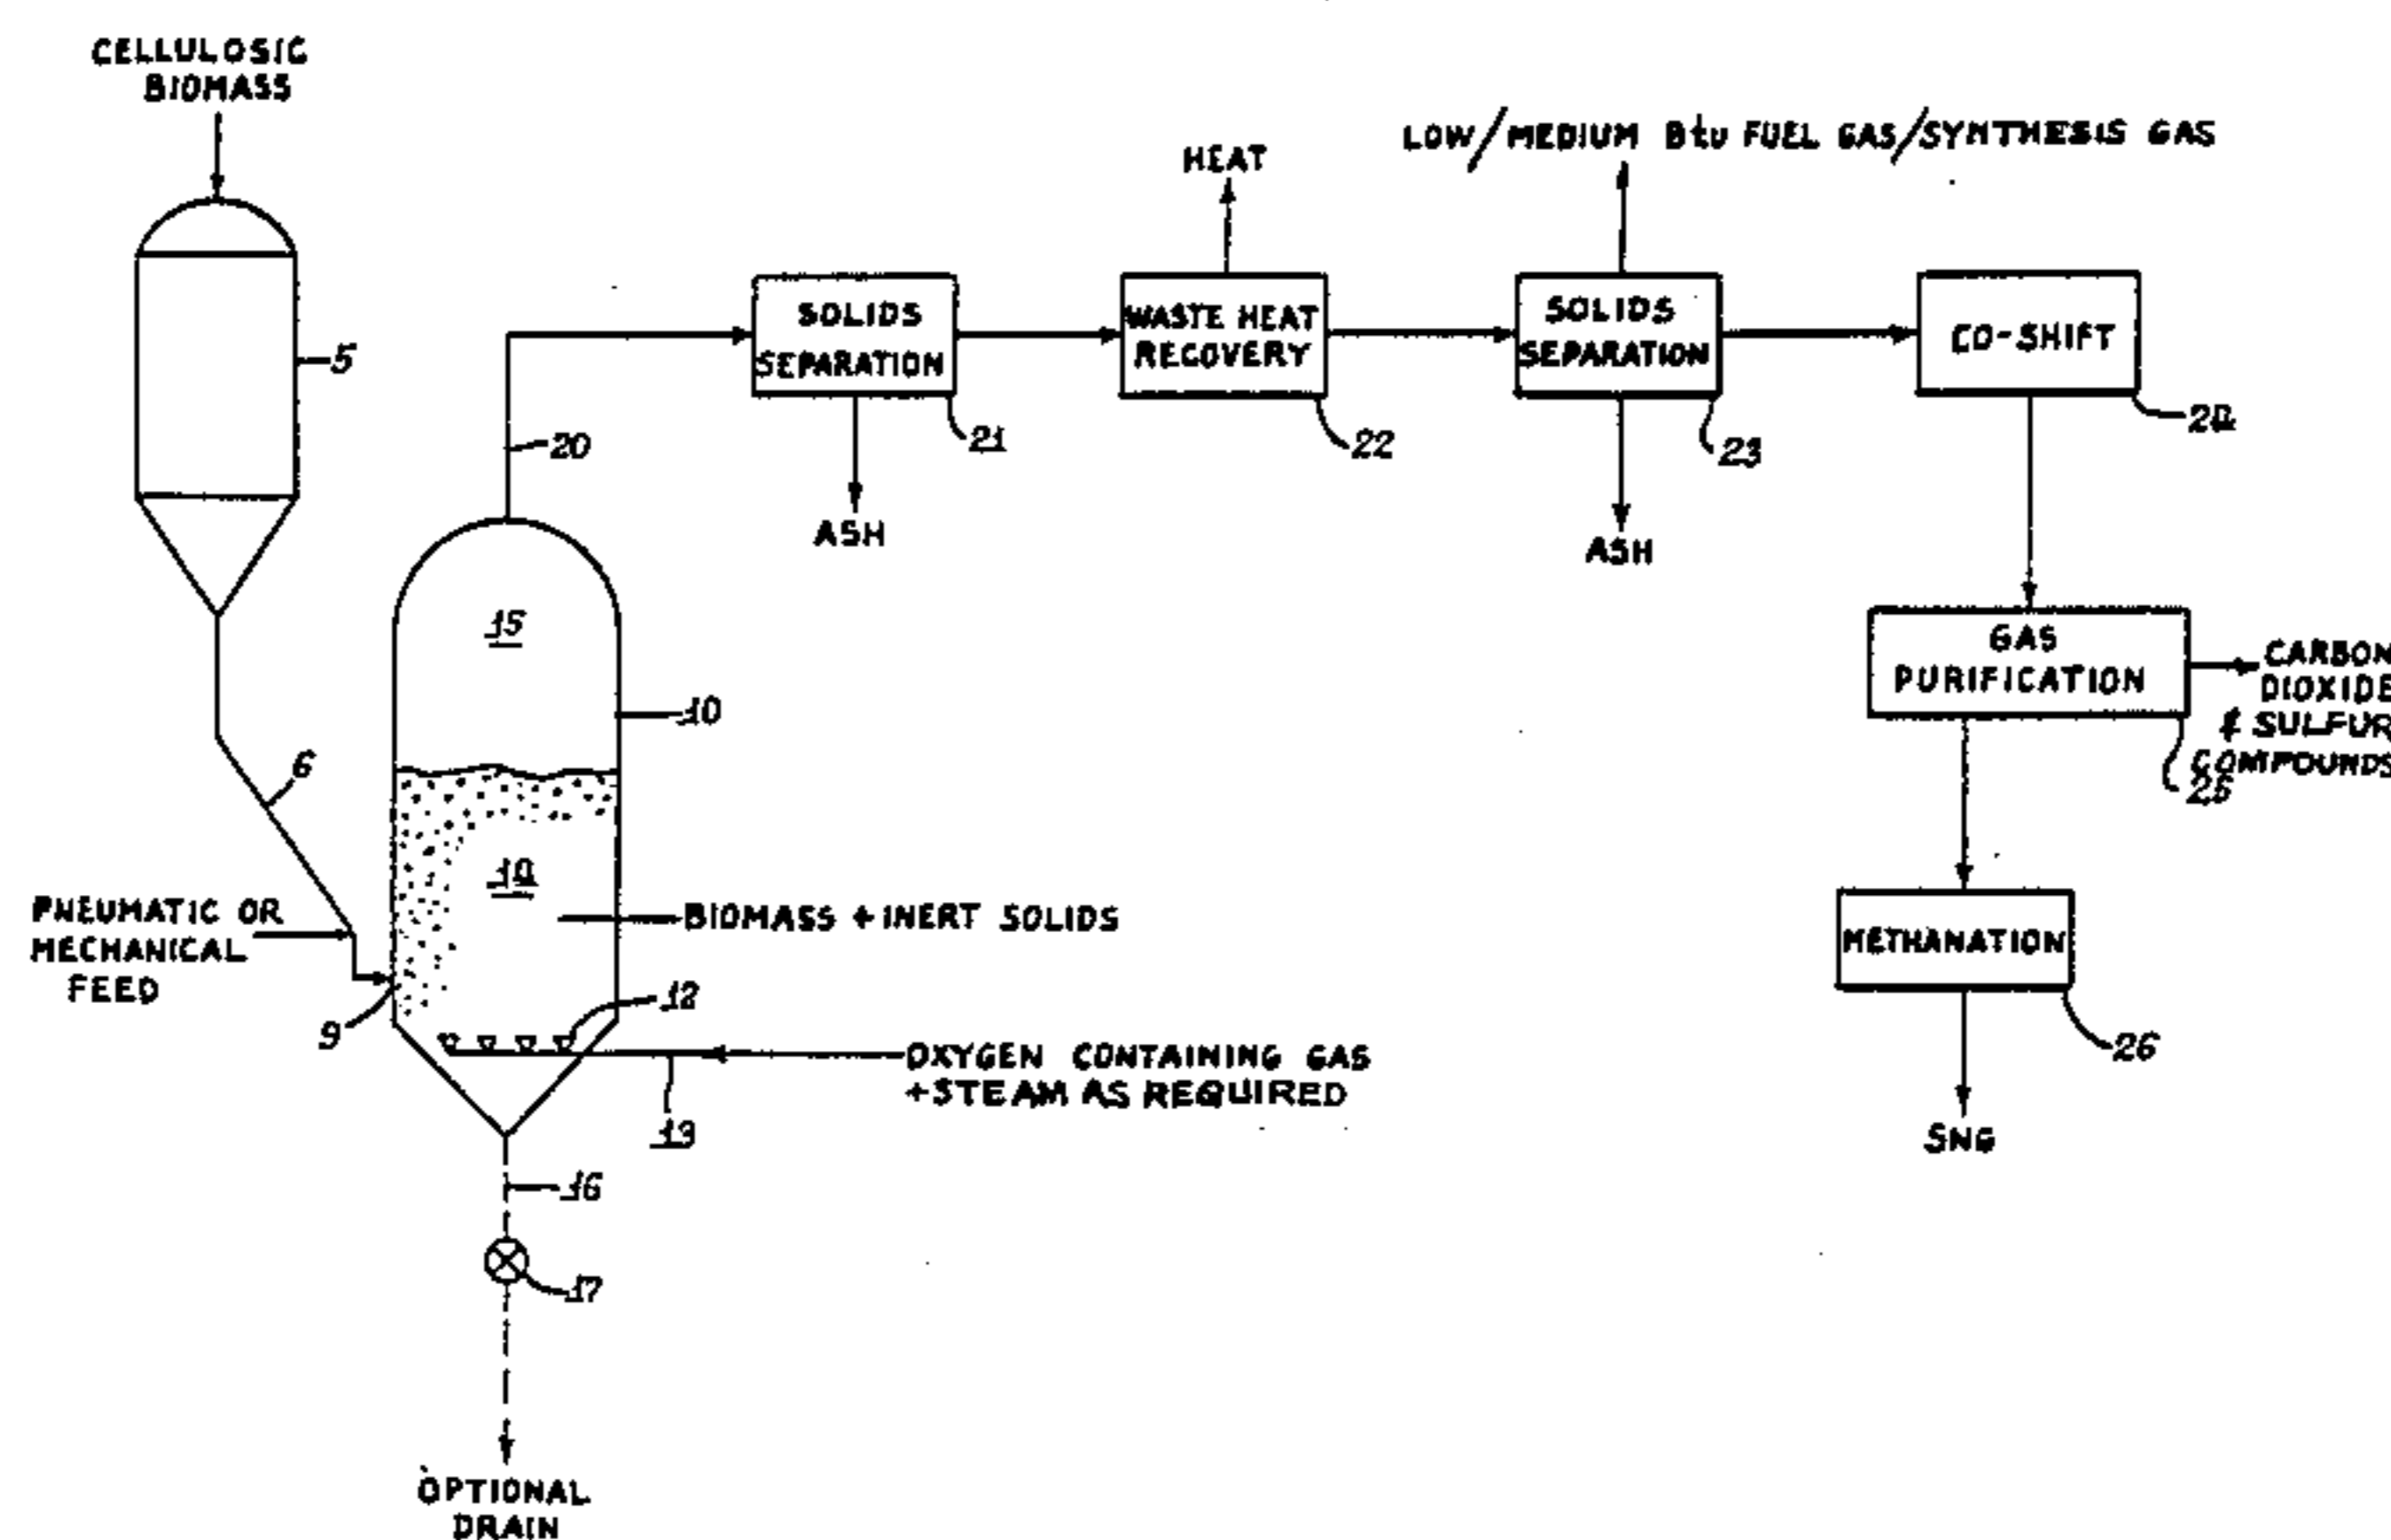 CELLULOSIC
BIOMASS
LOW/MEDIUM Btu FUEL GAS/SYNTHESIS GAS
HEAT
SOLIDS
SEPARATION
WASTE HEAT
RECOVERY
SOLIDS
SEPARATION
CO-SHIFT
5
20
21
22
23
24
ASH
ASH
15
10
GAS
PURIFICATION
CARBON
DIOXIDE
& SULFUR
COMPOUNDS
25
6
PNEUMATIC OR
MECHANICAL
FEED
BIOMASS + INERT SOLIDS
METHANATION
9
12
OXYGEN CONTAINING GAS
+STEAM AS REQUIRED
13
26
SNG
16
17
OPTIONAL
DRAIN